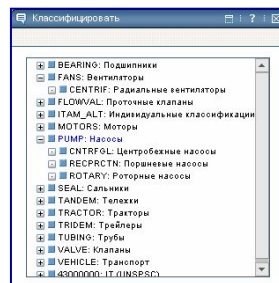 Классифицировать
?
BEARING: Подшипники
FANS: Вентиляторы
CENTRIF: Радиальные вентиляторы
FLOWVAL: Проточные клапаны
ITAM_ALT: Индивидуальные классификации
MOTORS: Моторы
PUMP: Насосы
CNTRFGL: Центробежные насосы
RECPRCTN: Поршневые насосы
ROTARY: Роторные насосы
SEAL: Сальники
TANDEM: Тележки
TRACTOR: Тракторы
TRIDEM: Трейлеры
TUBING: Трубы
VALVE: Клапаны
VEHICLE: Транспорт
43000000: IT (UNSPSC)